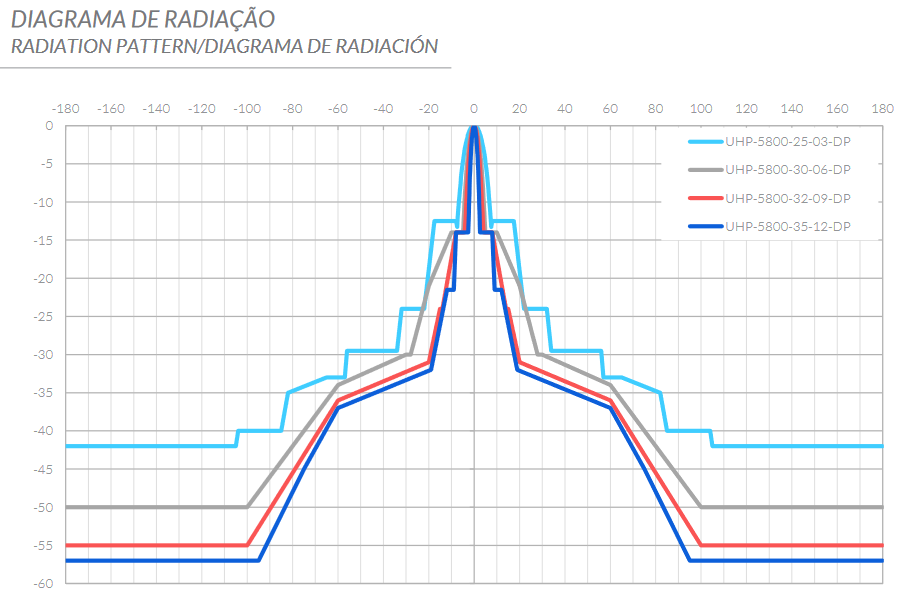 DIAGRAMA DE RADIAÇÃO
RADIATION PATTERN/DIAGRAMA DE RADIACIÓN
-180 -160 -140 -120 -100 -80 -60 -40 -20 0 20 40 60 80 100 120 140 160 180
0
-5
-10
-15
-20
-25
-30
-35
-40
-45
-50
-55
-60
UHP-5800-25-03-DP
UHP-5800-30-06-DP
UHP-5800-32-09-DP
UHP-5800-35-12-DP